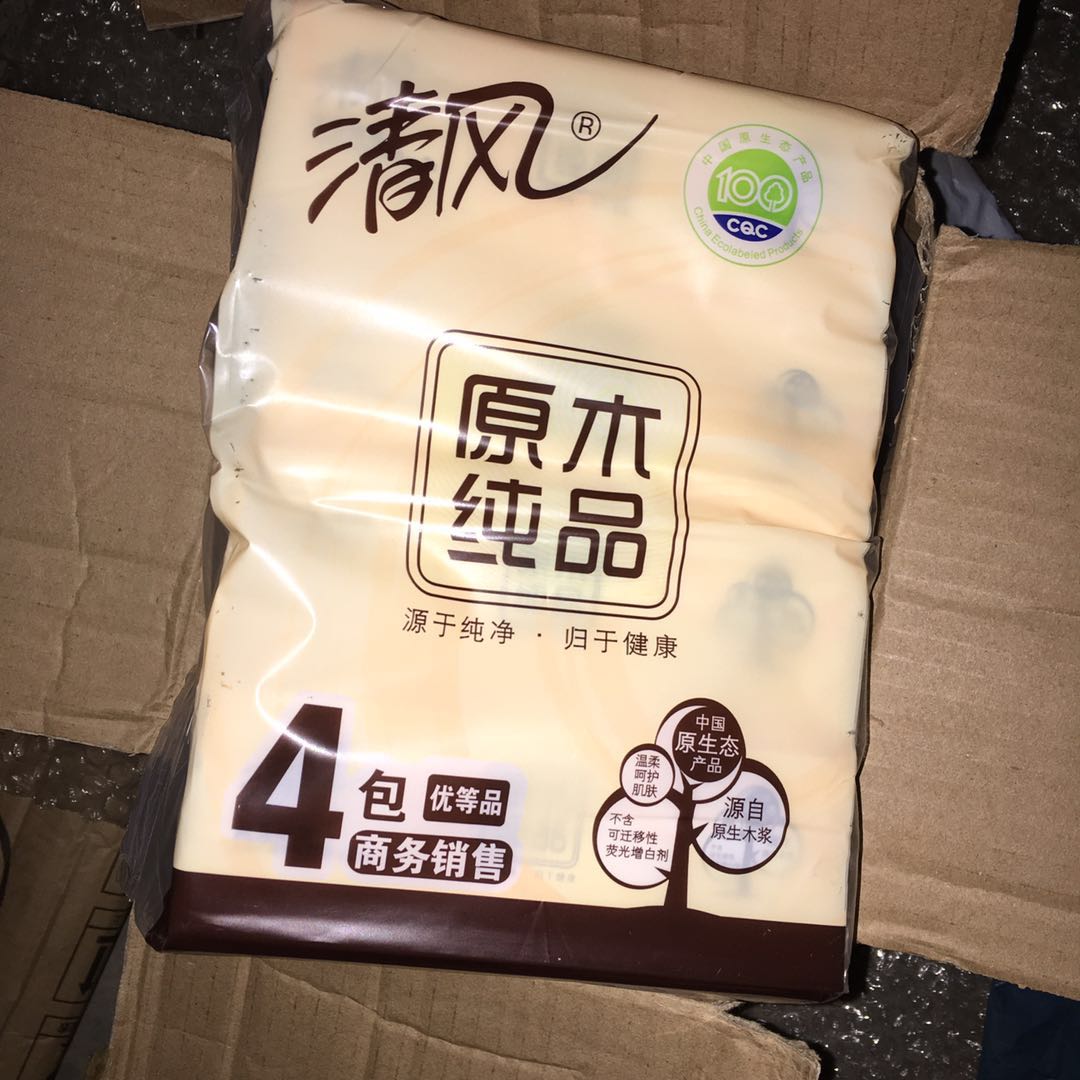 清风®
中国原生态产品
100
CQC
China Ecolabeled Products
原木
纯品
源于纯净 · 归于健康
4包 优等品
商务销售
中国
原生态
产品
温柔
呵护
肌肤
不含
可迁移性
荧光增白剂
源自
原生木浆